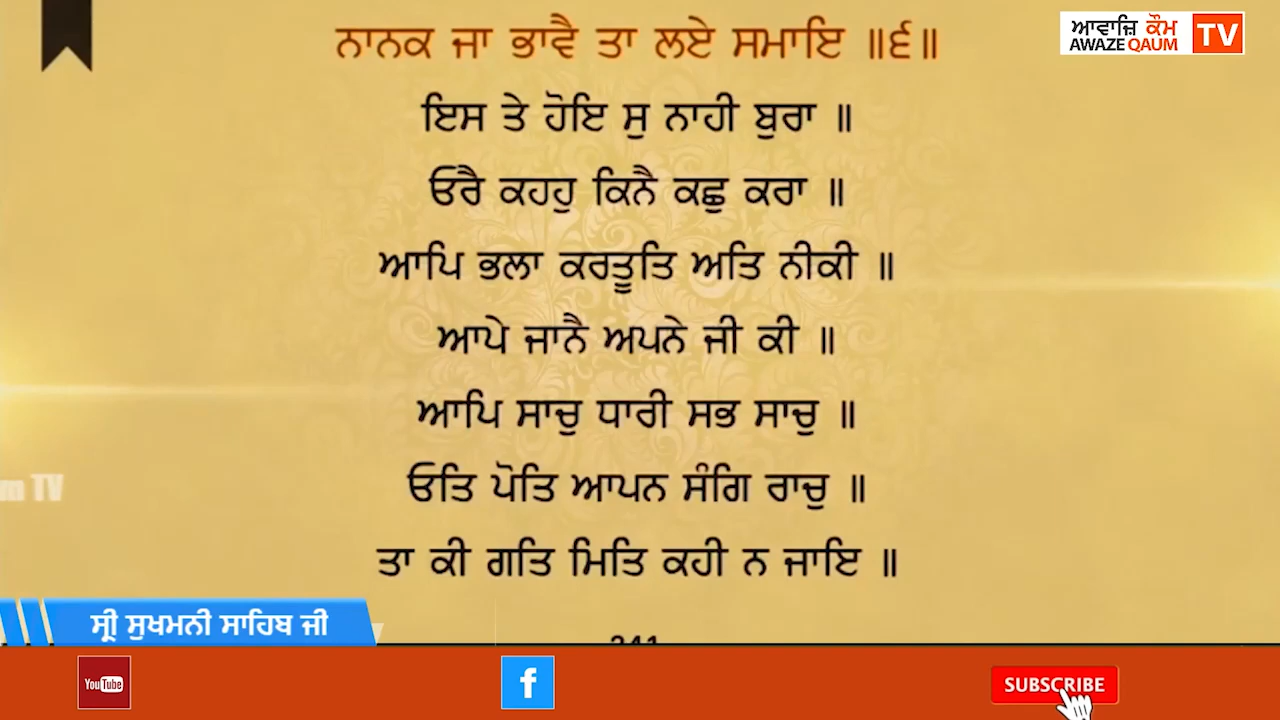 ਨਾਨਕ ਜਾ ਭਾਵੈ ਤਾ ਲਏ ਸਮਾਇ ॥੬॥
ਆਵਾਜ਼ਿ ਕੌਮ
AWAZE QAUM
TV
ਇਸ ਤੇ ਹੋਇ ਸੁ ਨਾਹੀ ਬੁਰਾ ॥
ਓਰੈ ਕਹਹੁ ਕਿਨੈ ਕਛੁ ਕਰਾ ॥
ਆਪਿ ਭਲਾ ਕਰਤੂਤਿ ਅਤਿ ਨੀਕੀ ॥
ਆਪੇ ਜਾਨੈ ਅਪਨੇ ਜੀ ਕੀ ॥
ਆਪਿ ਸਾਚੁ ਧਾਰੀ ਸਭ ਸਾਚੁ ॥
ਓਤਿ ਪੋਤਿ ਆਪਨ ਸੰਗਿ ਰਾਚੁ ॥
m TV
ਤਾ ਕੀ ਗਤਿ ਮਿਤਿ ਕਹੀ ਨ ਜਾਇ ॥
ਸ੍ਰੀ ਸੁਖਮਨੀ ਸਾਹਿਬ ਜੀ
YouTube
f
SUBSCRIBE